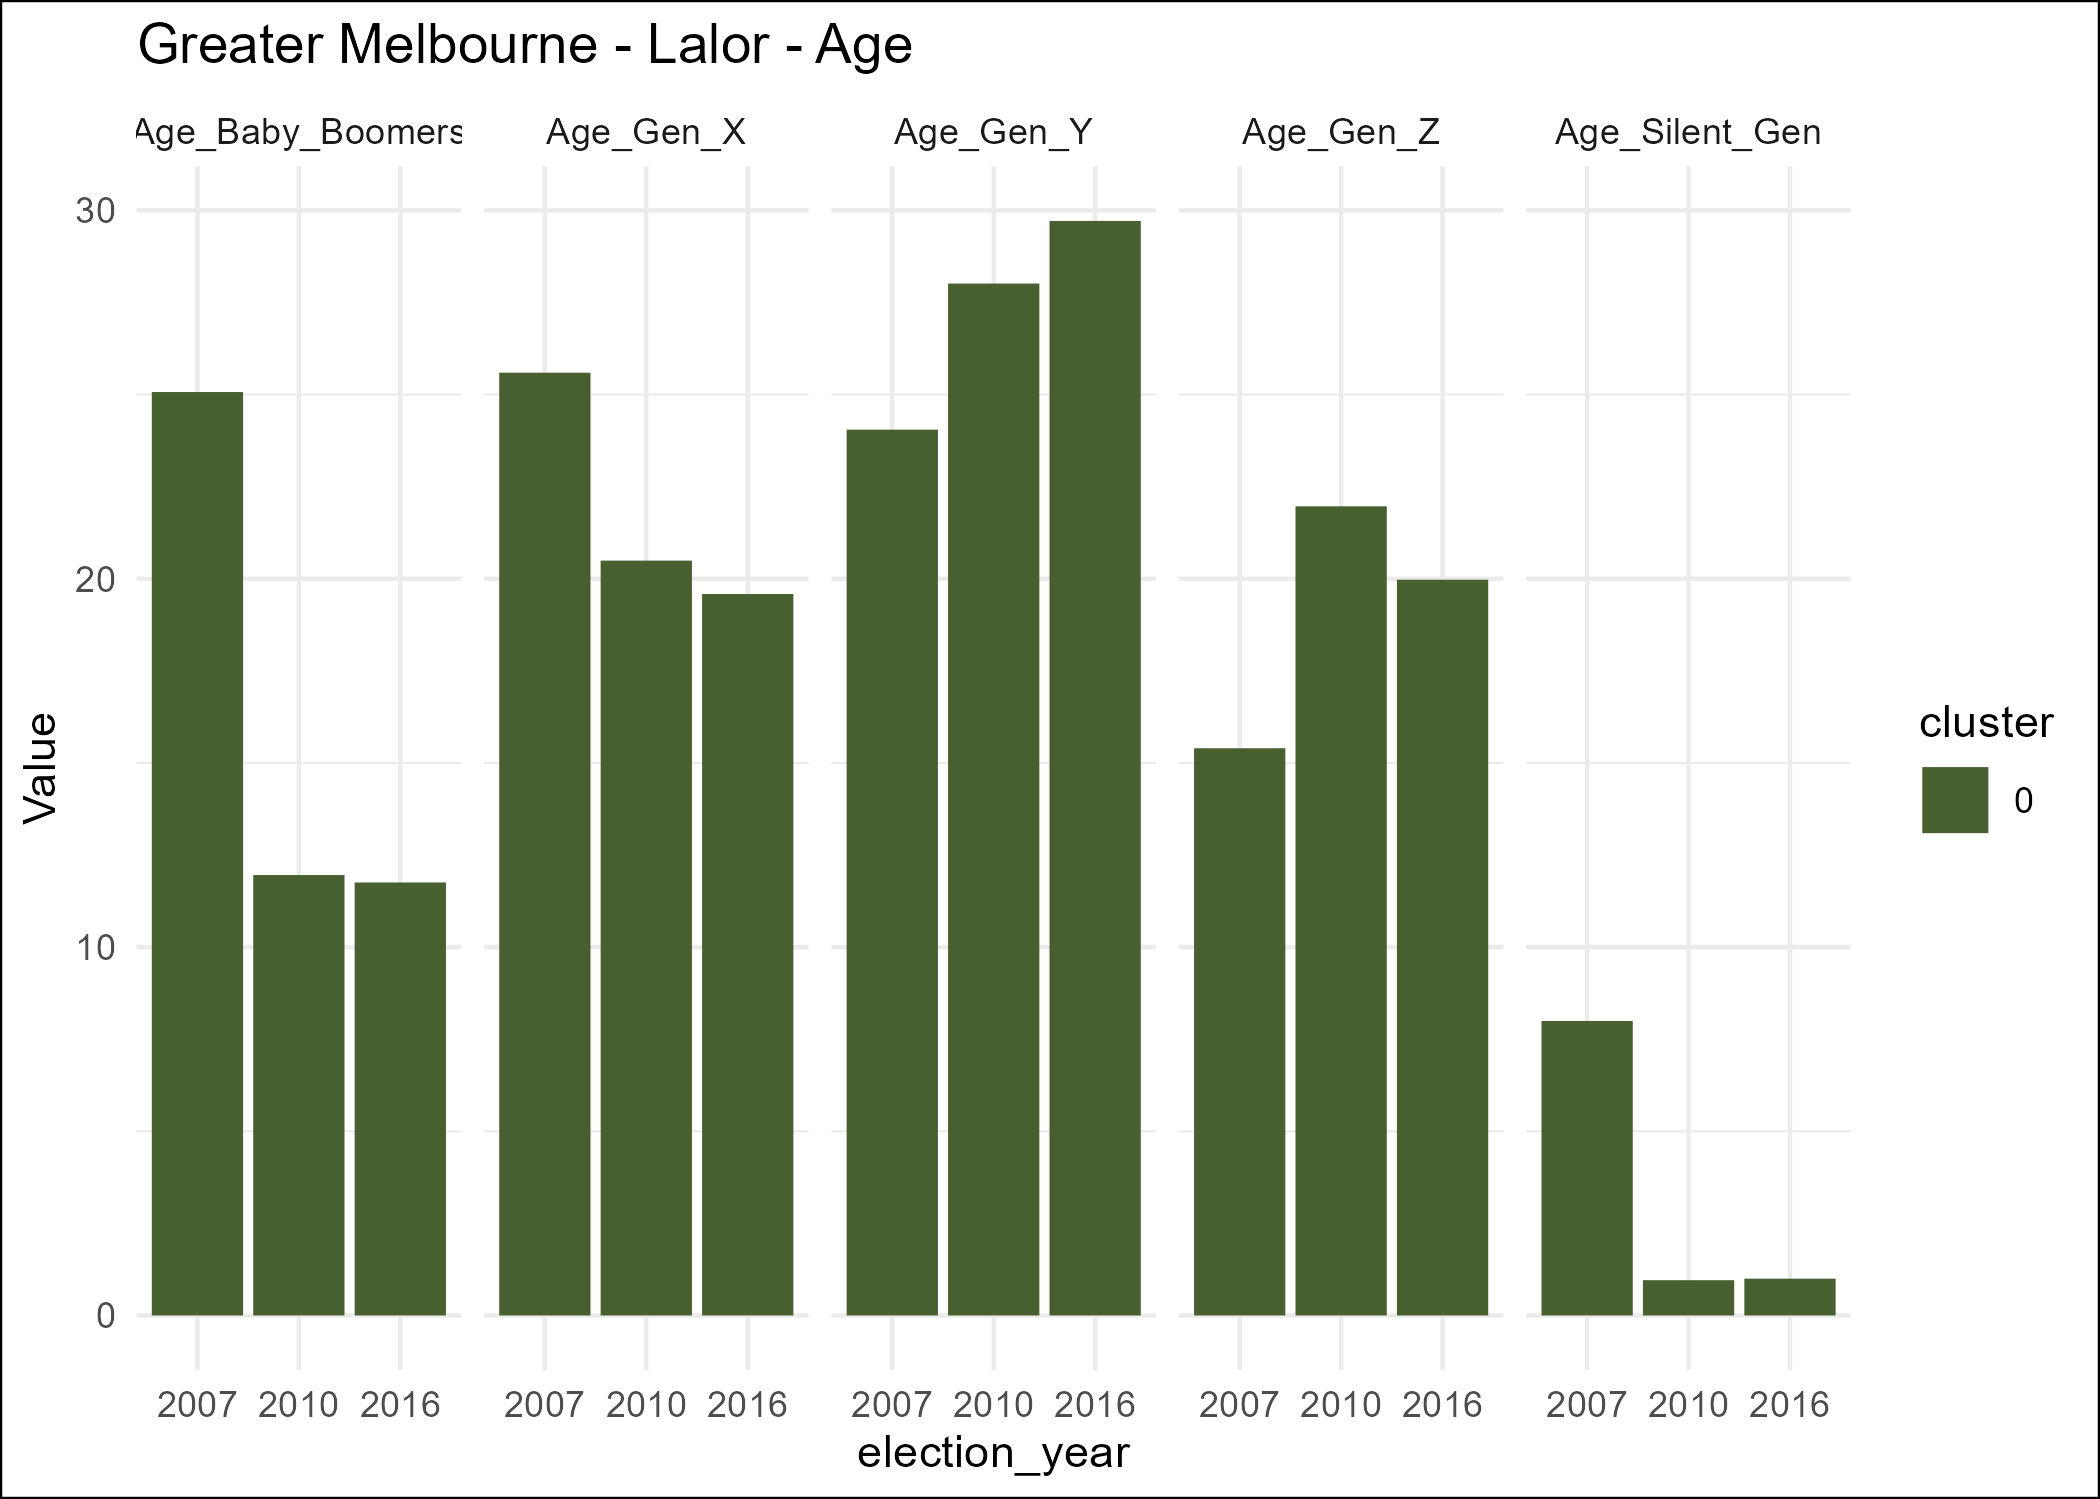 Greater Melbourne - Lalor - Age
Age_Baby_Boomers Age_Gen_X Age_Gen_Y Age_Gen_Z Age_Silent_Gen
30
20
10
0
Value
cluster
0
2007 2010 2016 2007 2010 2016 2007 2010 2016 2007 2010 2016 2007 2010 2016
election_year